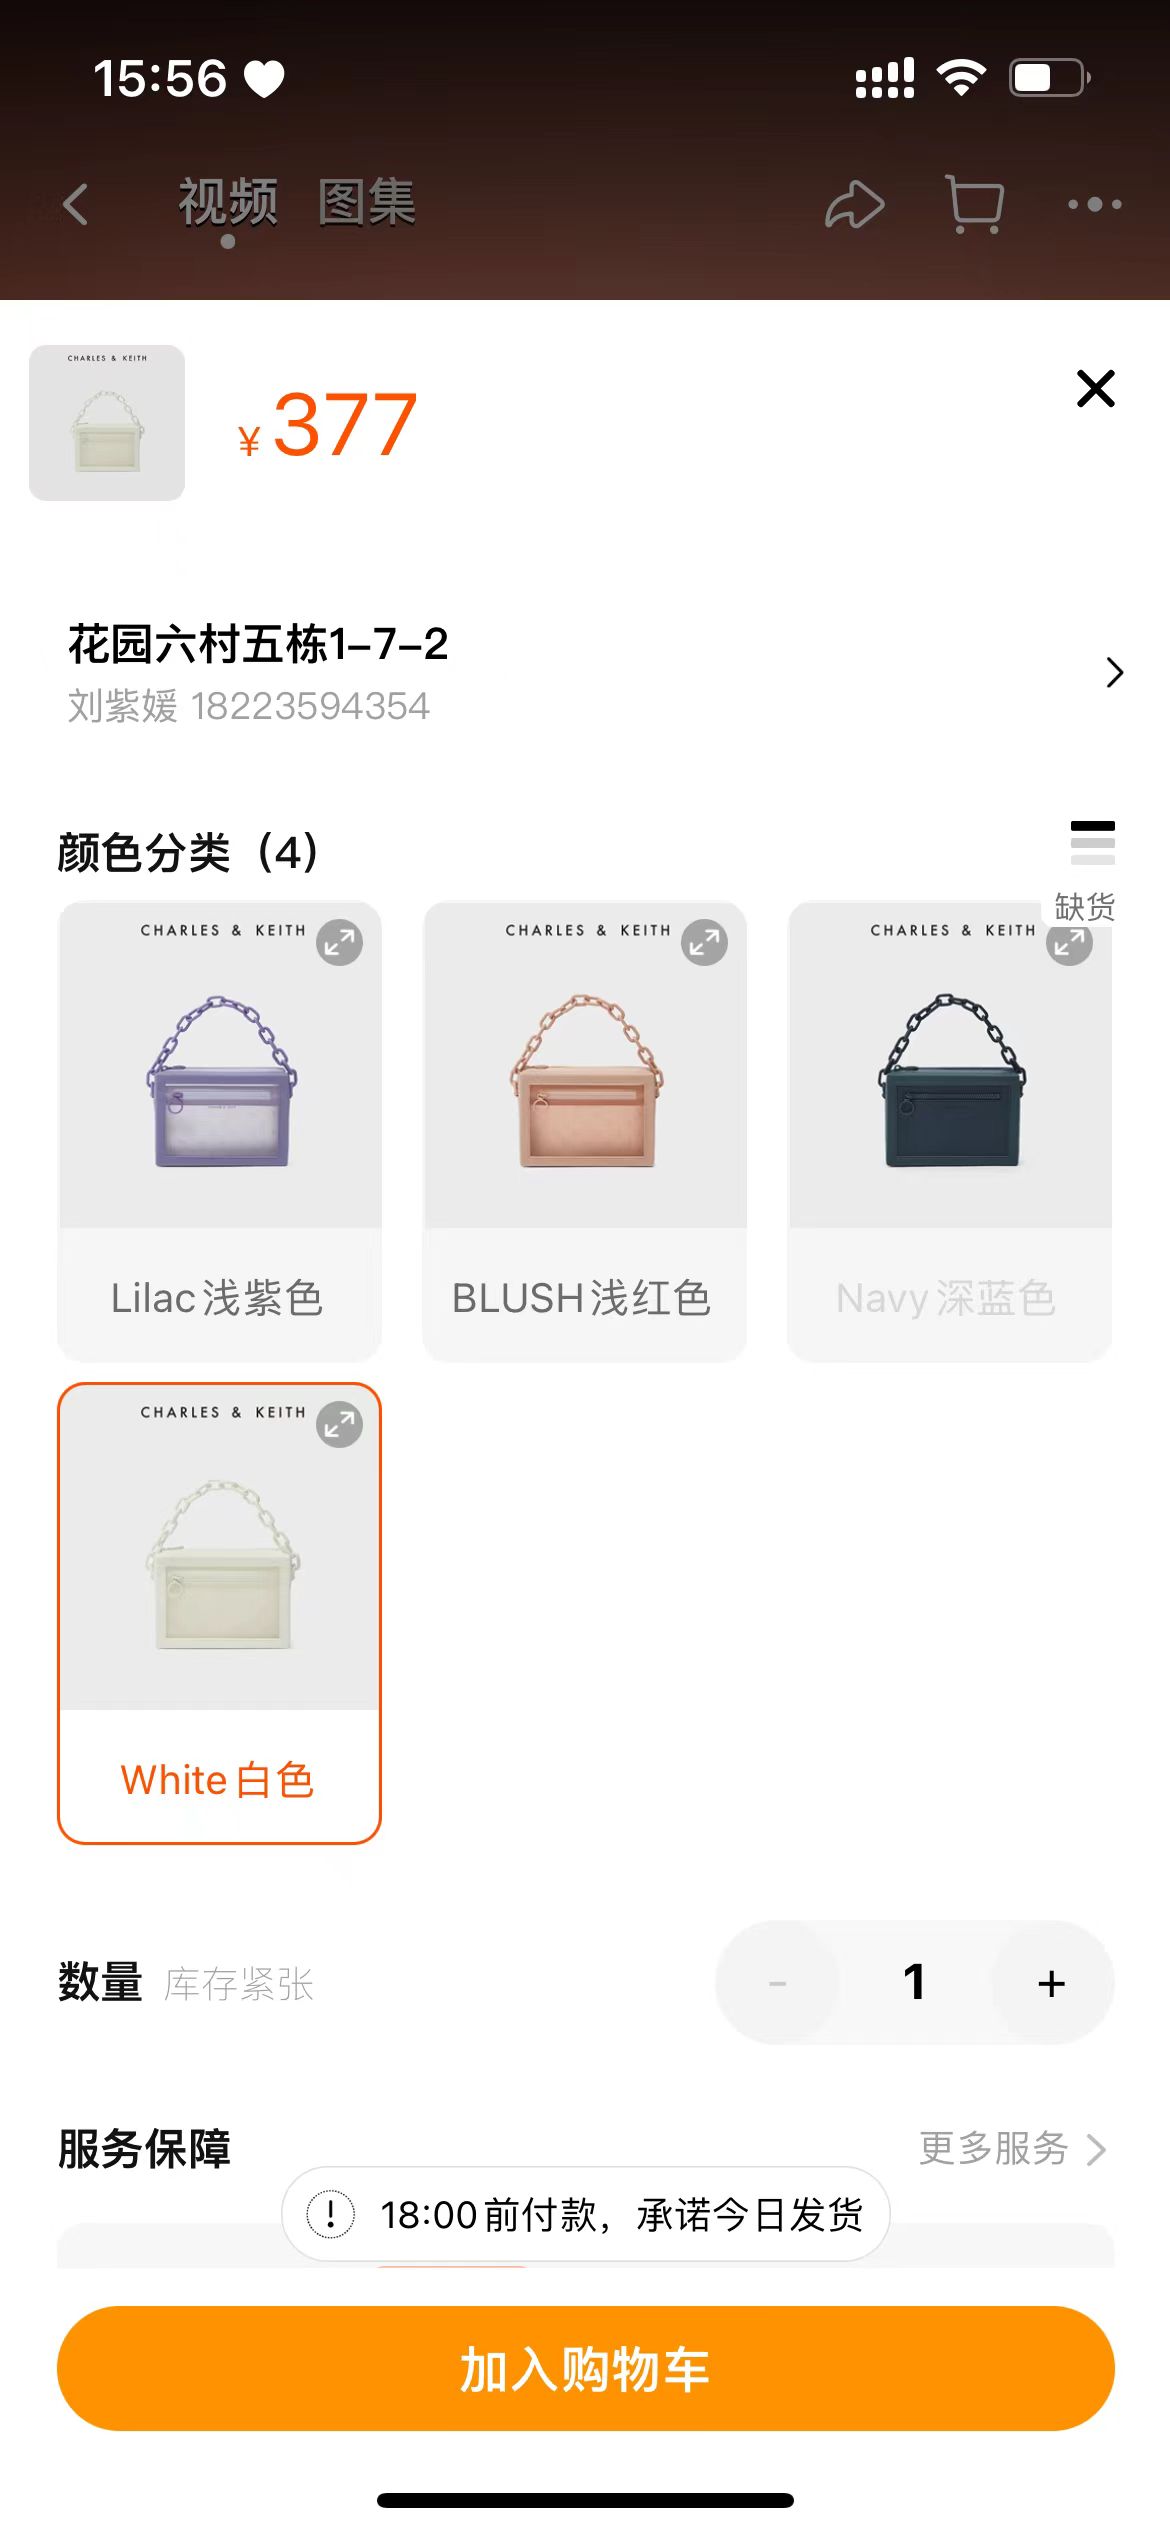 15:56
视频 图集
CHARLES & KEITH
¥377
花园六村五栋1-7-2
刘紫媛 18223594354
颜色分类（4）
缺货
CHARLES & KEITH
CHARLES & KEITH
CHARLES & KEITH
Lilac浅紫色
BLUSH浅红色
Navy深蓝色
CHARLES & KEITH
White白色
数量 库存紧张
- 1 +
服务保障
更多服务
18:00前付款，承诺今日发货
加入购物车